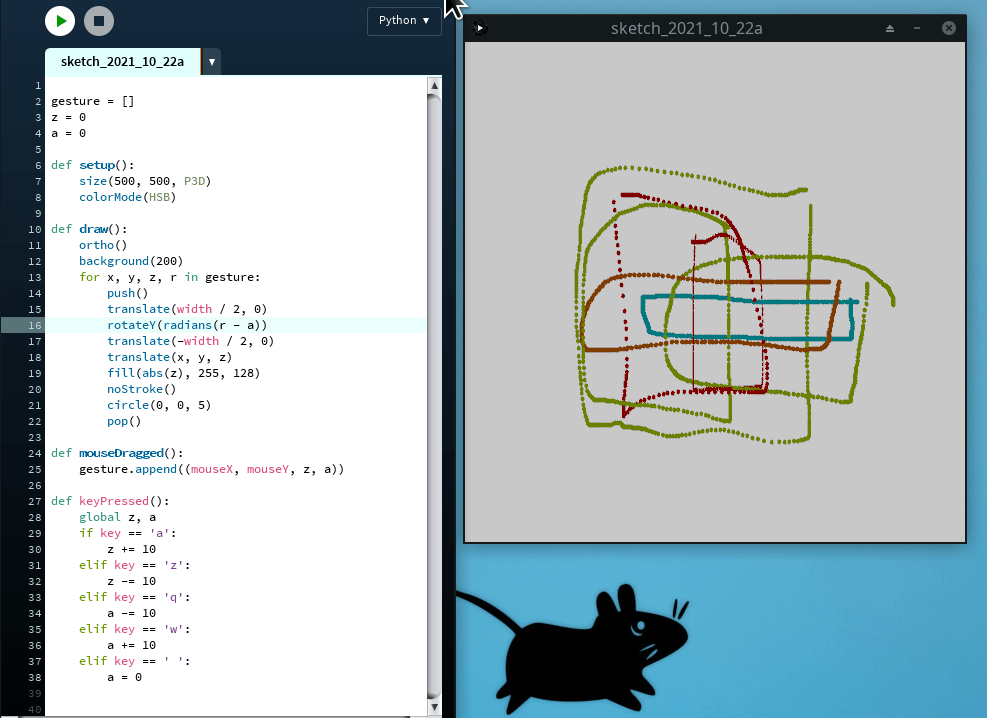 Python ▼
sketch_2021_10_22a
sketch_2021_10_22a ▼
1
2 gesture = []
3 z = 0
4 a = 0
5
6 def setup():
7     size(500, 500, P3D)
8     colorMode(HSB)
9
10 def draw():
11     ortho()
12     background(200)
13     for x, y, z, r in gesture:
14         push()
15         translate(width / 2, 0)
16         rotateY(radians(r - a))
17         translate(-width / 2, 0)
18         translate(x, y, z)
19         fill(abs(z), 255, 128)
20         noStroke()
21         circle(0, 0, 5)
22         pop()
23
24 def mouseDragged():
25     gesture.append((mouseX, mouseY, z, a))
26
27 def keyPressed():
28     global z, a
29     if key == 'a':
30         z += 10
31     elif key == 'z':
32         z -= 10
33     elif key == 'q':
34         a -= 10
35     elif key == 'w':
36         a += 10
37     elif key == ' ':
38         a = 0
39
40